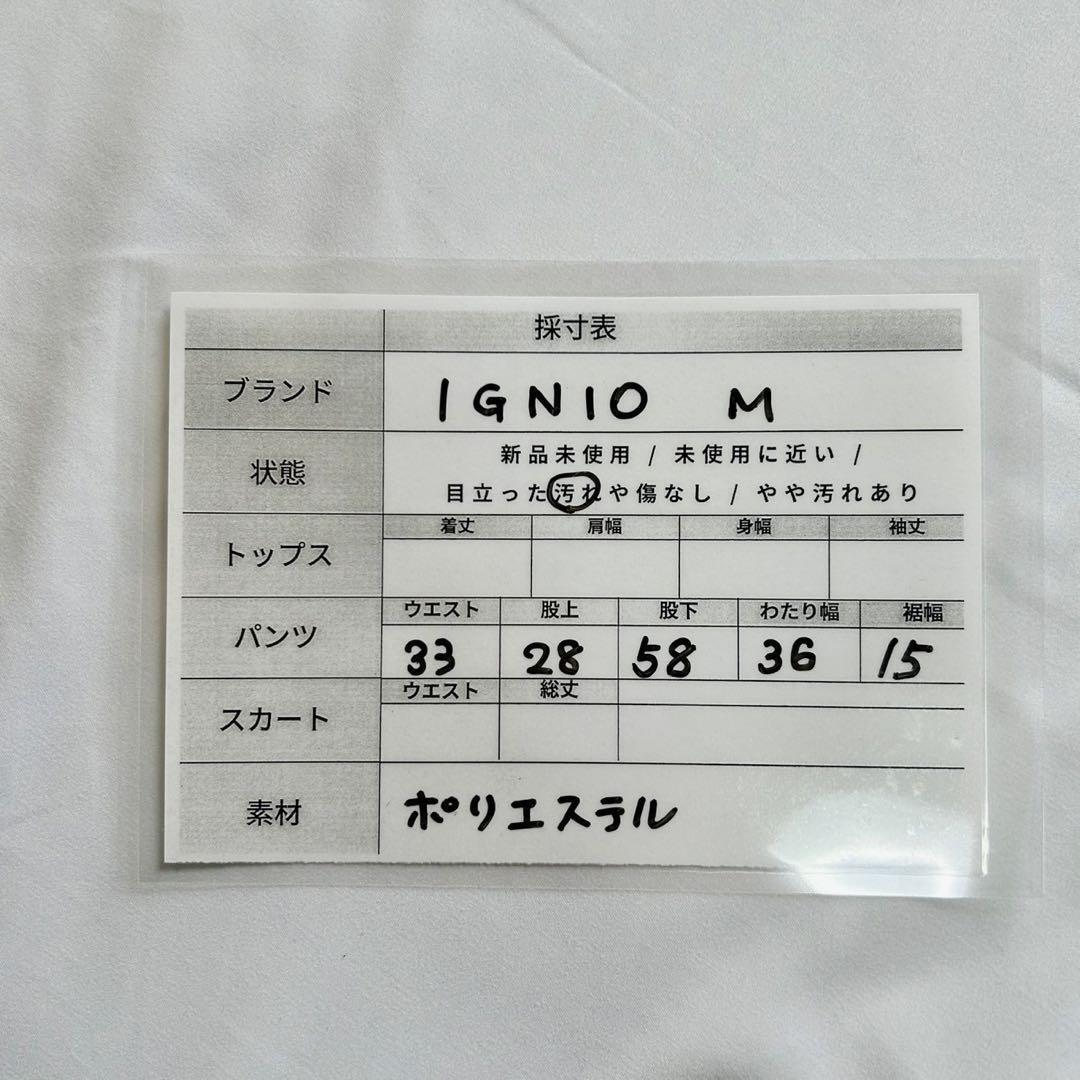 採寸表
ブランド IGNIO M
状態 新品未使用 / 未使用に近い /
目立った汚れや傷なし / やや汚れあり
トップス 着丈 肩幅 身幅 袖丈
パンツ ウエスト 股上 股下 わたり幅 裾幅
33 28 58 36 15
スカート ウエスト 総丈
素材 ポリエステル